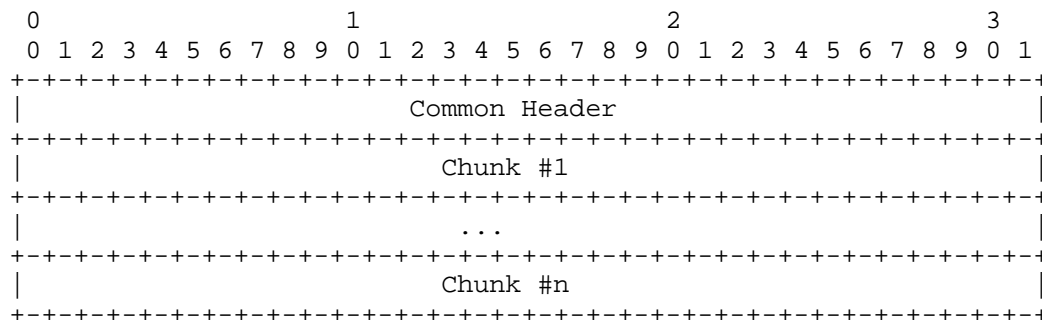 0                   1                   2                   3
 0 1 2 3 4 5 6 7 8 9 0 1 2 3 4 5 6 7 8 9 0 1 2 3 4 5 6 7 8 9 0 1
+-+-+-+-+-+-+-+-+-+-+-+-+-+-+-+-+-+-+-+-+-+-+-+-+-+-+-+-+-+-+-+-+
|                        Common Header                          |
+-+-+-+-+-+-+-+-+-+-+-+-+-+-+-+-+-+-+-+-+-+-+-+-+-+-+-+-+-+-+-+-+
|                          Chunk #1                             |
+-+-+-+-+-+-+-+-+-+-+-+-+-+-+-+-+-+-+-+-+-+-+-+-+-+-+-+-+-+-+-+-+
|                           ...                                 |
+-+-+-+-+-+-+-+-+-+-+-+-+-+-+-+-+-+-+-+-+-+-+-+-+-+-+-+-+-+-+-+-+
|                          Chunk #n                             |
+-+-+-+-+-+-+-+-+-+-+-+-+-+-+-+-+-+-+-+-+-+-+-+-+-+-+-+-+-+-+-+-+